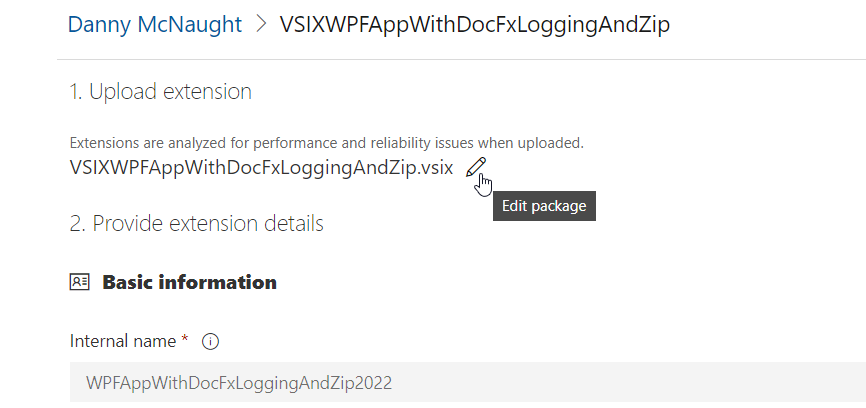 Danny McNaught > VSIXWPFAppWithDocFxLoggingAndZip
1. Upload extension
Extensions are analyzed for performance and reliability issues when uploaded.
VSIXWPFAppWithDocFxLoggingAndZip.vsix
Edit package
2. Provide extension details
Basic information
Internal name *
WPFAppWithDocFxLoggingAndZip2022